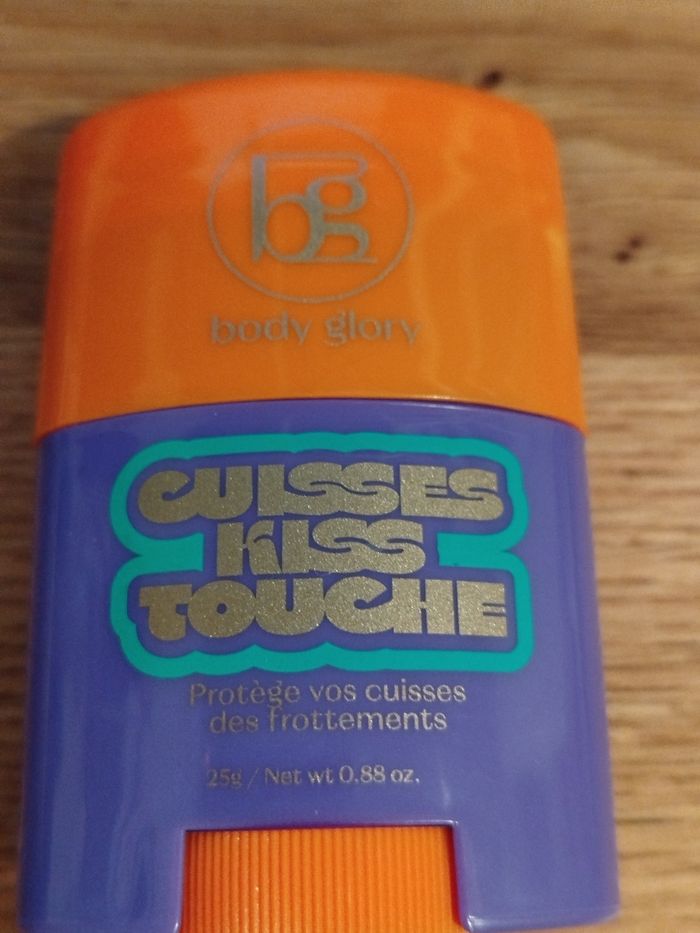 bg
body glory
CUISSES
KISS
TOUCHE
Protège vos cuisses
des frottements
25g / Net wt 0.88 oz.